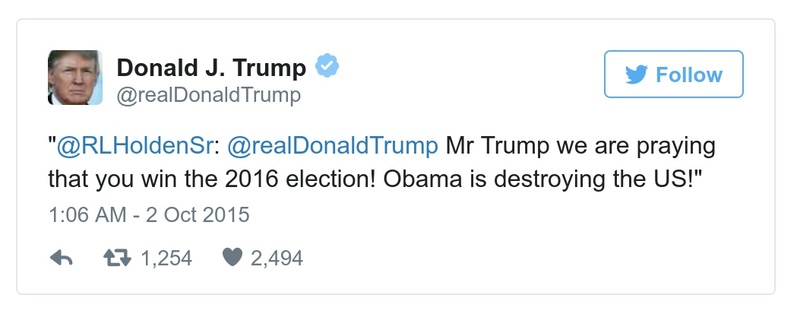 Donald J. Trump
@realDonaldTrump
Follow
"@RLHoldenSr: @realDonaldTrump Mr Trump we are praying
that you win the 2016 election! Obama is destroying the US!"
1:06 AM - 2 Oct 2015
1,254 2,494